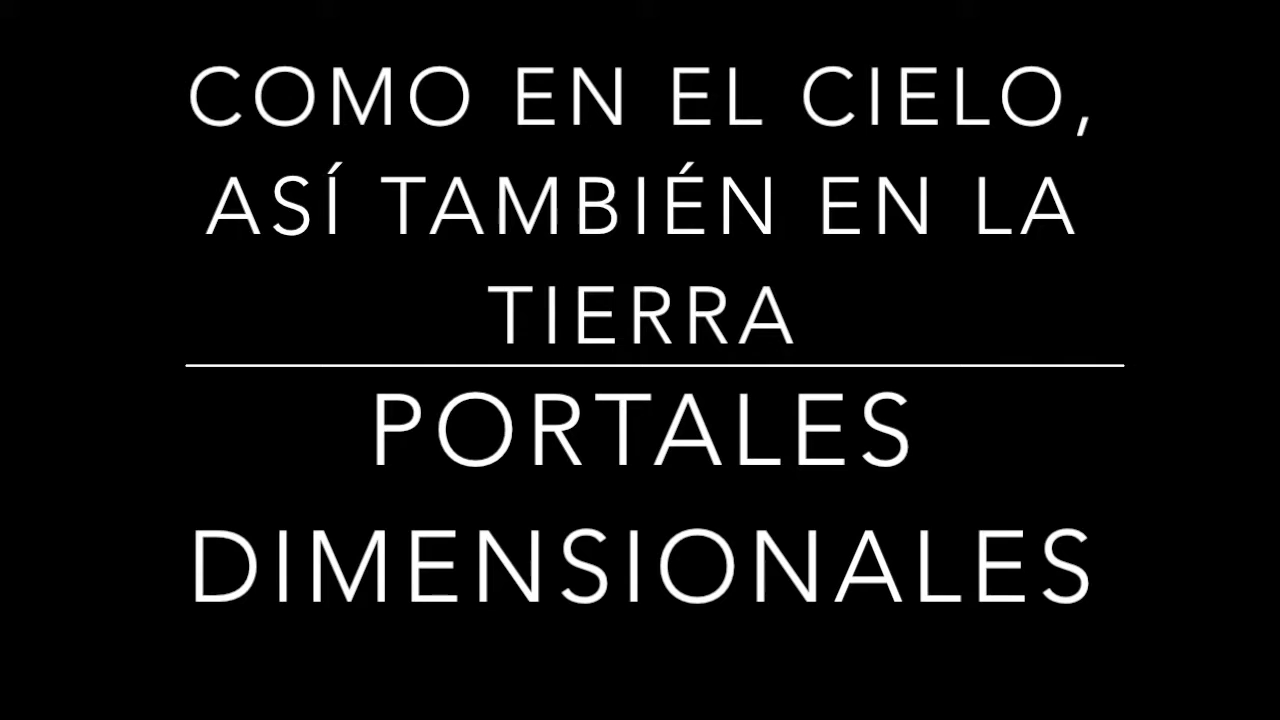 COMO EN EL CIELO,
ASÍ TAMBIÉN EN LA
TIERRA
PORTALES
DIMENSIONALES